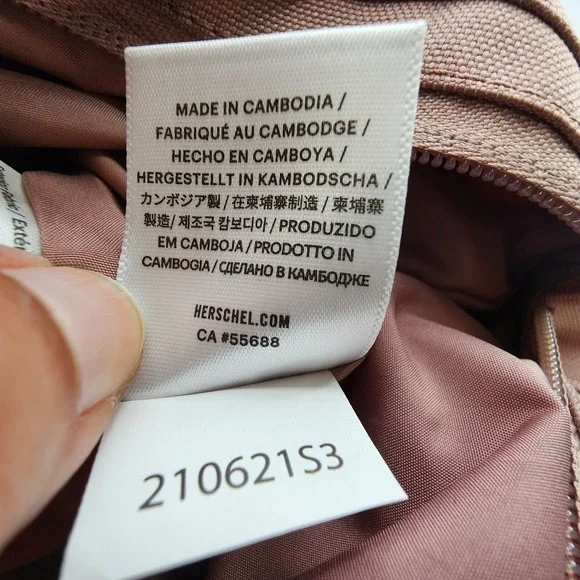 MADE IN CAMBODIA /
FABRIQUÉ AU CAMBODGE /
HECHO EN CAMBOYA /
HERGESTELLT IN KAMBODSCHA /
カンボジア製 / 在柬埔寨制造 / 柬埔寨
製造 / 제조국 캄보디아 / PRODUZIDO
EM CAMBOJA / PRODOTTO IN
CAMBOGIA / СДЕЛАНО В КАМБОДЖЕ
HERSCHEL.COM
CA #55688
210621S3